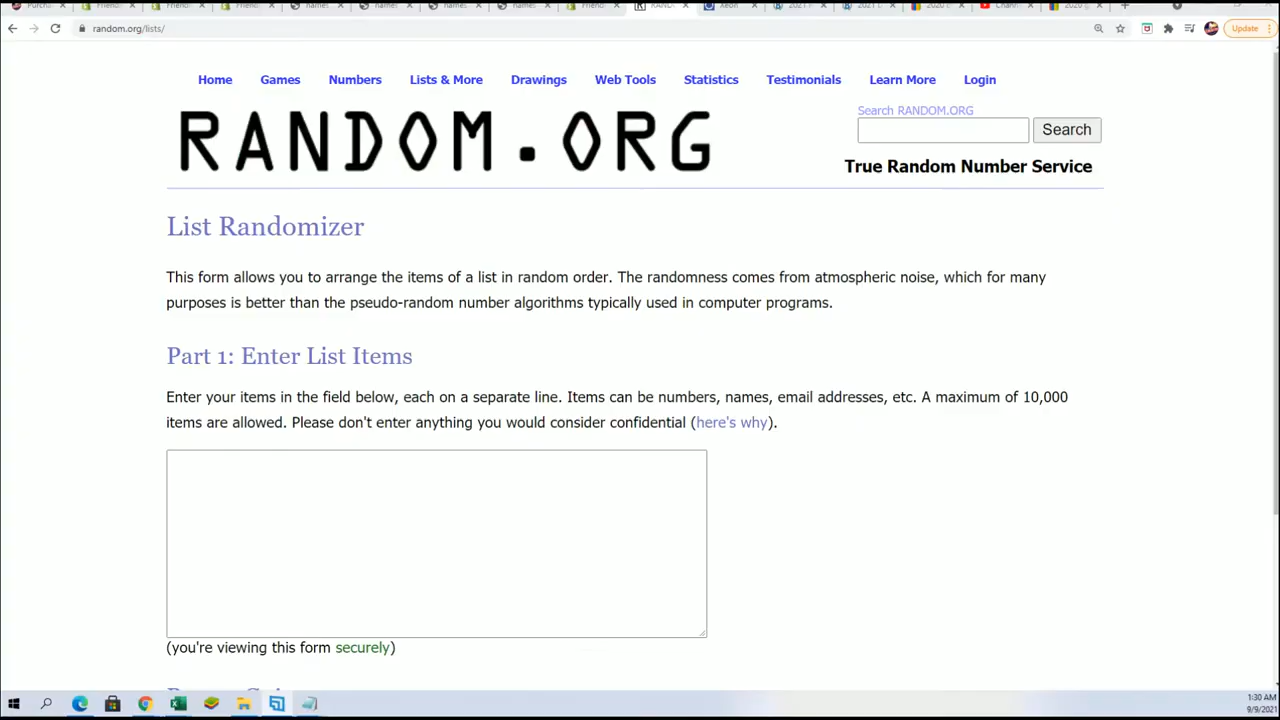 random.org/lists/
Update
Home Games Numbers Lists & More Drawings Web Tools Statistics Testimonials Learn More Login
RANDOM.ORG
Search RANDOM.ORG
Search
True Random Number Service
List Randomizer
This form allows you to arrange the items of a list in random order. The randomness comes from atmospheric noise, which for many
purposes is better than the pseudo-random number algorithms typically used in computer programs.
Part 1: Enter List Items
Enter your items in the field below, each on a separate line. Items can be numbers, names, email addresses, etc. A maximum of 10,000
items are allowed. Please don't enter anything you would consider confidential (here's why).
(you're viewing this form securely)
1:30 AM
9/9/2021